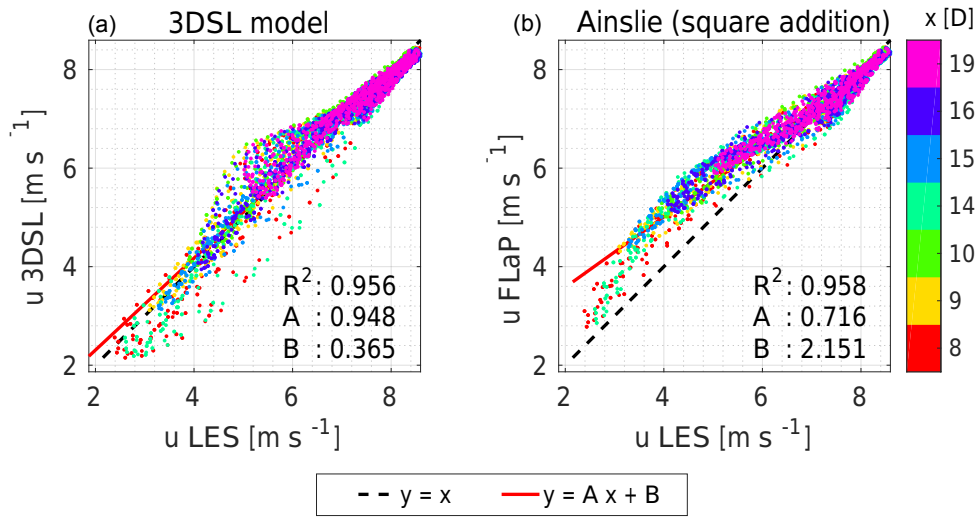 (a) 3DSL model
u 3DSL [m s⁻¹]
8
6
4
2
R²: 0.956
A : 0.948
B : 0.365
2 4 6 8
u LES [m s⁻¹]
(b) Ainslie (square addition)
u FLaP [m s⁻¹]
8
6
4
2
R²: 0.958
A : 0.716
B : 2.151
2 4 6 8
u LES [m s⁻¹]
x [D]
19
16
15
14
10
9
8
y = x y = A x + B